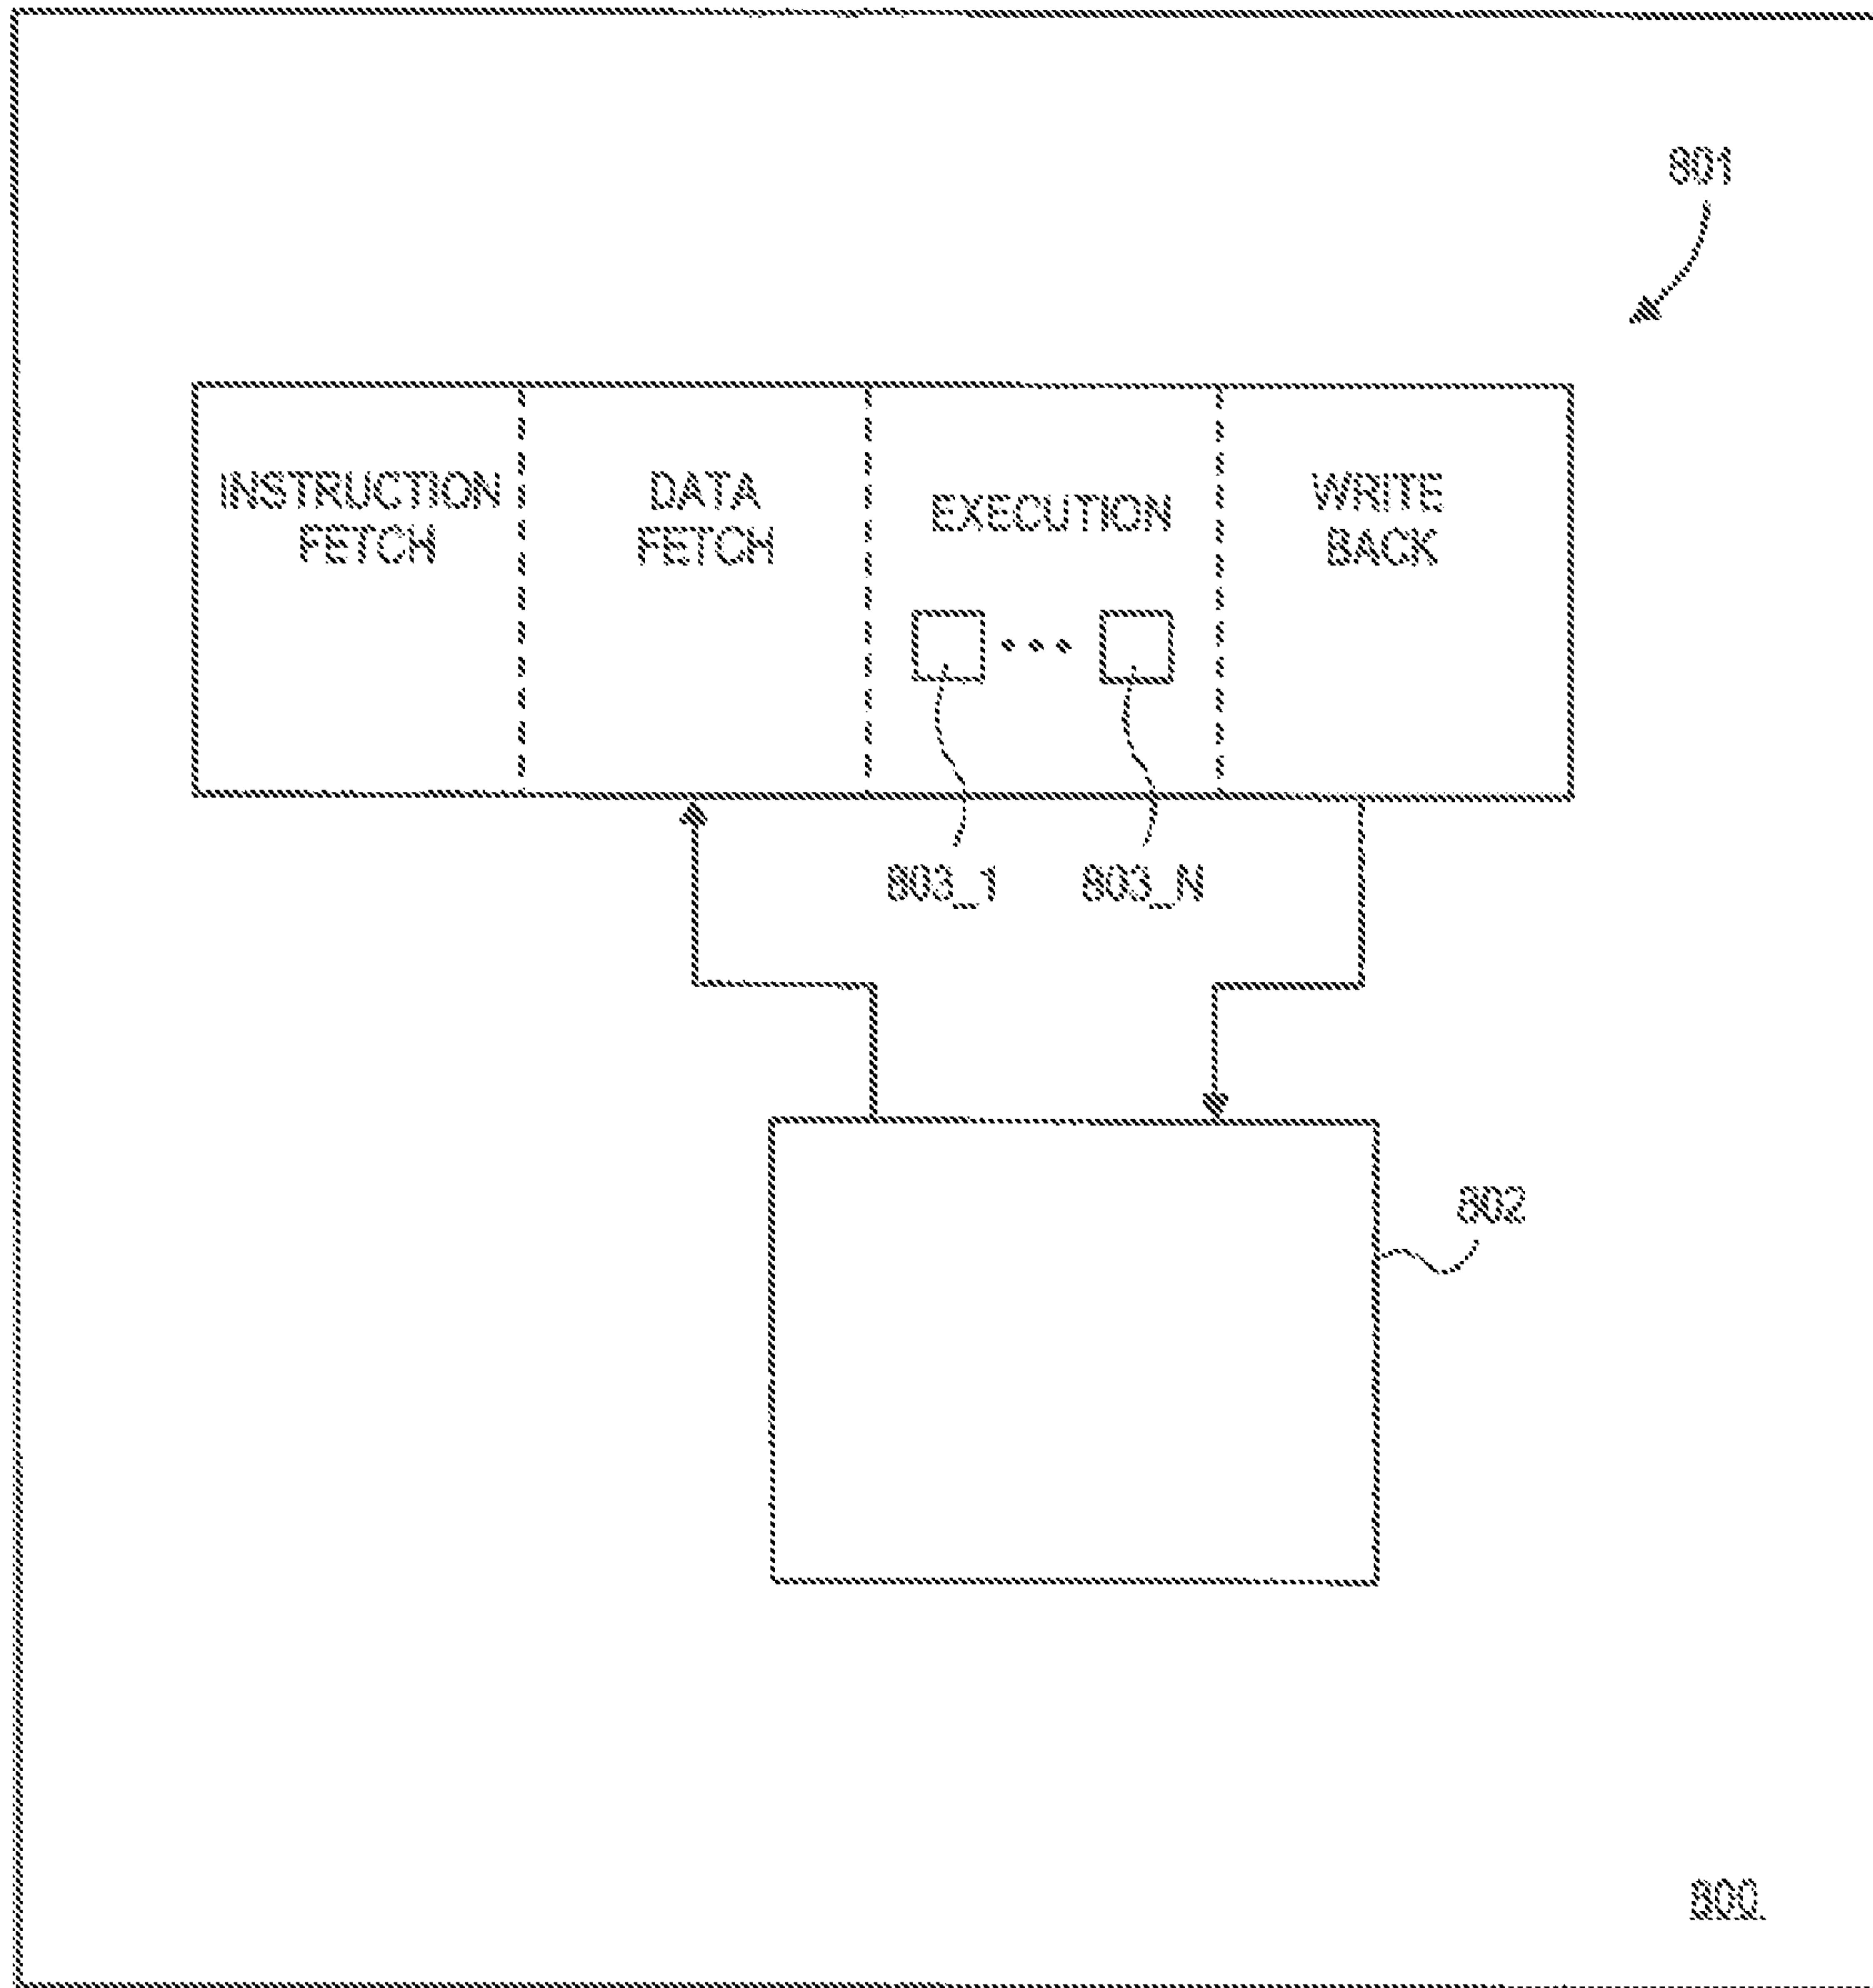 801
INSTRUCTION
FETCH
DATA
FETCH
EXECUTION
WRITE
BACK
803_1
803_N
802
800